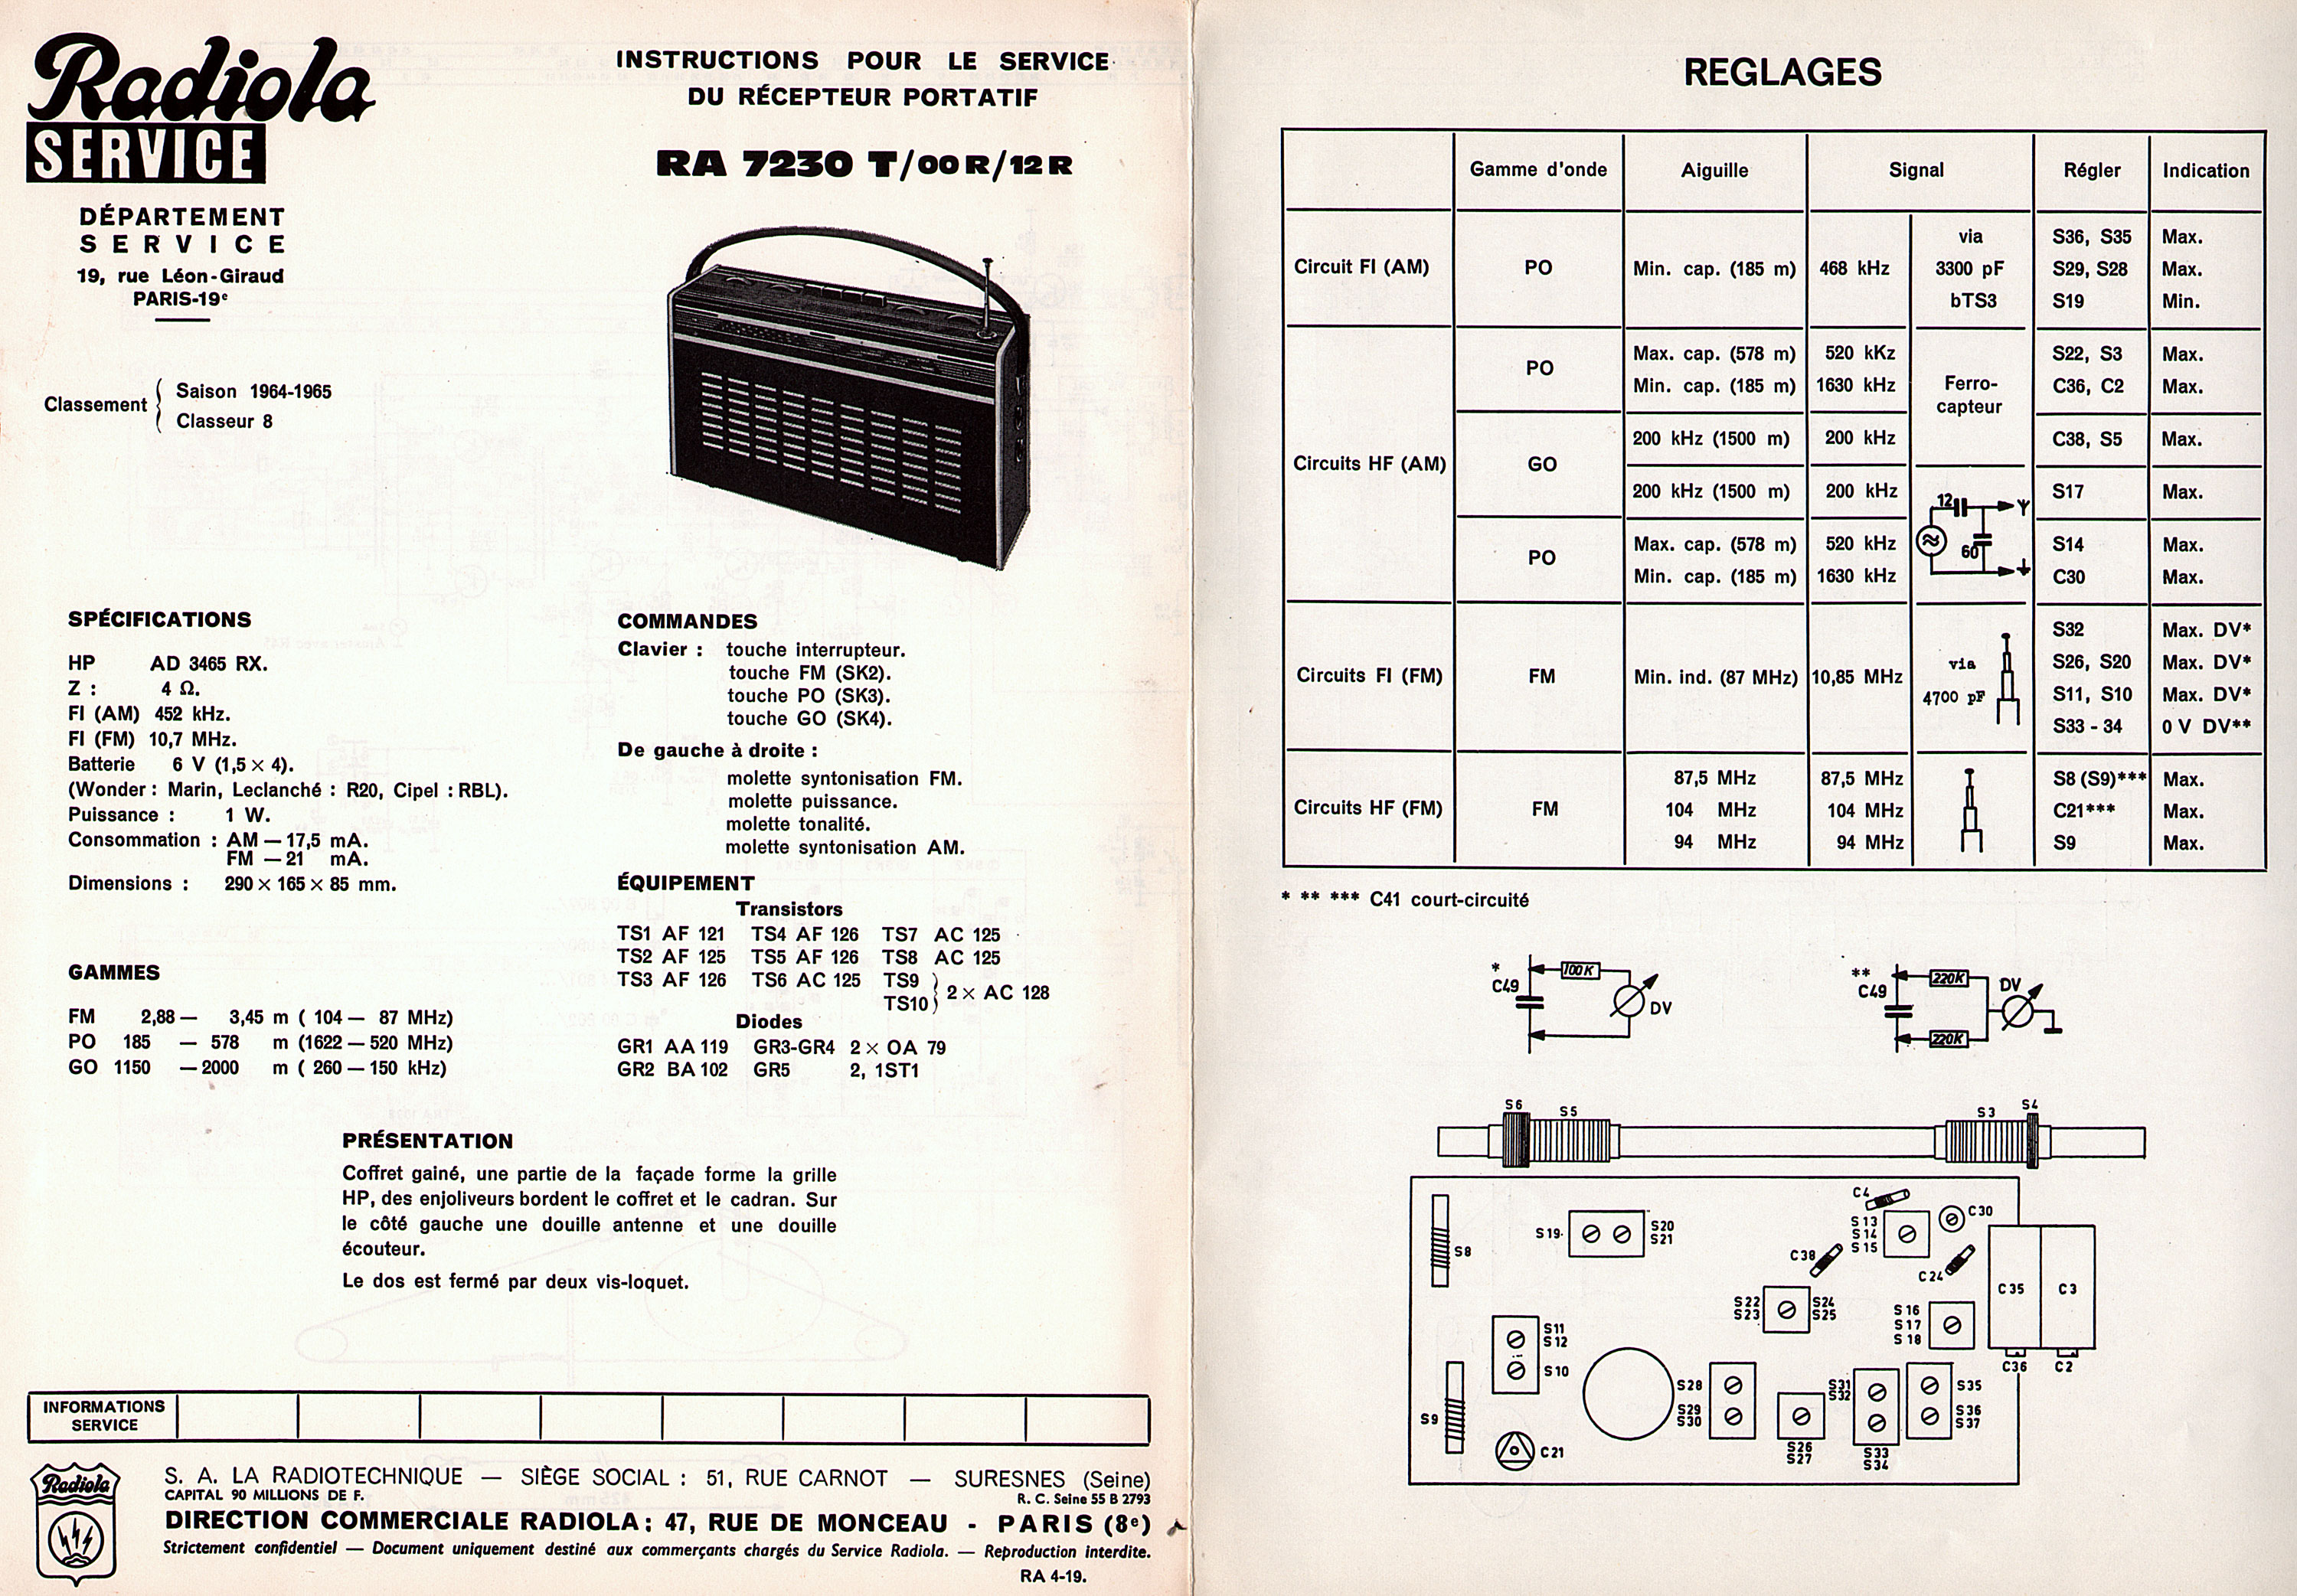 Radiola
SERVICE
DÉPARTEMENT
SERVICE
19, rue Léon-Giraud
PARIS-19e
Classement { Saison 1964-1965
Classeur 8
INSTRUCTIONS POUR LE SERVICE
DU RÉCEPTEUR PORTATIF
RA 7230 T/00R/12R
SPÉCIFICATIONS
HP AD 3465 RX.
Z : 4 Ω.
FI (AM) 452 kHz.
FI (FM) 10,7 MHz.
Batterie 6 V (1,5 × 4).
(Wonder : Marin, Leclanché : R20, Cipel : RBL).
Puissance : 1 W.
Consommation : AM — 17,5 mA.
FM — 21 mA.
Dimensions : 290 × 165 × 85 mm.
GAMMES
FM 2,88 — 3,45 m ( 104 — 87 MHz)
PO 185 — 578 m (1622 — 520 MHz)
GO 1150 — 2000 m ( 260 — 150 kHz)
COMMANDES
Clavier : touche interrupteur.
touche FM (SK2).
touche PO (SK3).
touche GO (SK4).
De gauche à droite :
molette syntonisation FM.
molette puissance.
molette tonalité.
molette syntonisation AM.
ÉQUIPEMENT
Transistors
TS1 AF 121 TS4 AF 126 TS7 AC 125
TS2 AF 125 TS5 AF 126 TS8 AC 125
TS3 AF 126 TS6 AC 125 TS9 } 2 × AC 128
TS10
Diodes
GR1 AA 119 GR3-GR4 2 × OA 79
GR2 BA 102 GR5 2, 1ST1
PRÉSENTATION
Coffret gainé, une partie de la façade forme la grille
HP, des enjoliveurs bordent le coffret et le cadran. Sur
le côté gauche une douille antenne et une douille
écouteur.
Le dos est fermé par deux vis-loquet.
INFORMATIONS
SERVICE
Radiola
S. A. LA RADIOTECHNIQUE — SIÈGE SOCIAL : 51, RUE CARNOT — SURESNES (Seine)
CAPITAL 90 MILLIONS DE F. R. C. Seine 55 B 2793
DIRECTION COMMERCIALE RADIOLA : 47, RUE DE MONCEAU - PARIS (8e)
Strictement confidentiel — Document uniquement destiné aux commerçants chargés du Service Radiola. — Reproduction interdite.
RA 4-19.
REGLAGES
Gamme d'onde Aiguille Signal Régler Indication
Circuit FI (AM) PO Min. cap. (185 m) 468 kHz via 3300 pF bTS3
S36, S35 Max.
S29, S28 Max.
S19 Min.
Circuits HF (AM)
PO Max. cap. (578 m) 520 kKz Ferro-capteur S22, S3 Max.
Min. cap. (185 m) 1630 kHz C36, C2 Max.
GO 200 kHz (1500 m) 200 kHz C38, S5 Max.
200 kHz (1500 m) 200 kHz 12 60 S17 Max.
PO Max. cap. (578 m) 520 kHz S14 Max.
Min. cap. (185 m) 1630 kHz C30 Max.
Circuits FI (FM) FM Min. ind. (87 MHz) 10,85 MHz via 4700 pF
S32 Max. DV*
S26, S20 Max. DV*
S11, S10 Max. DV*
S33 - 34 0 V DV**
Circuits HF (FM) FM
87,5 MHz 87,5 MHz S8 (S9)*** Max.
104 MHz 104 MHz C21*** Max.
94 MHz 94 MHz S9 Max.
* ** *** C41 court-circuité
* C49 100K DV
** C49 220K 220K DV
S6 S5 S3 S4
S8
S19 S20
S21
C4
S13
S14
S15
C30
C38
C24
S22
S23
S24
S25
S16
S17
S18
C35 C3
C36 C2
S11
S12
S10
S9
C21
S28
S29
S30
S26
S27
S31
S32
S33
S34
S35
S36
S37